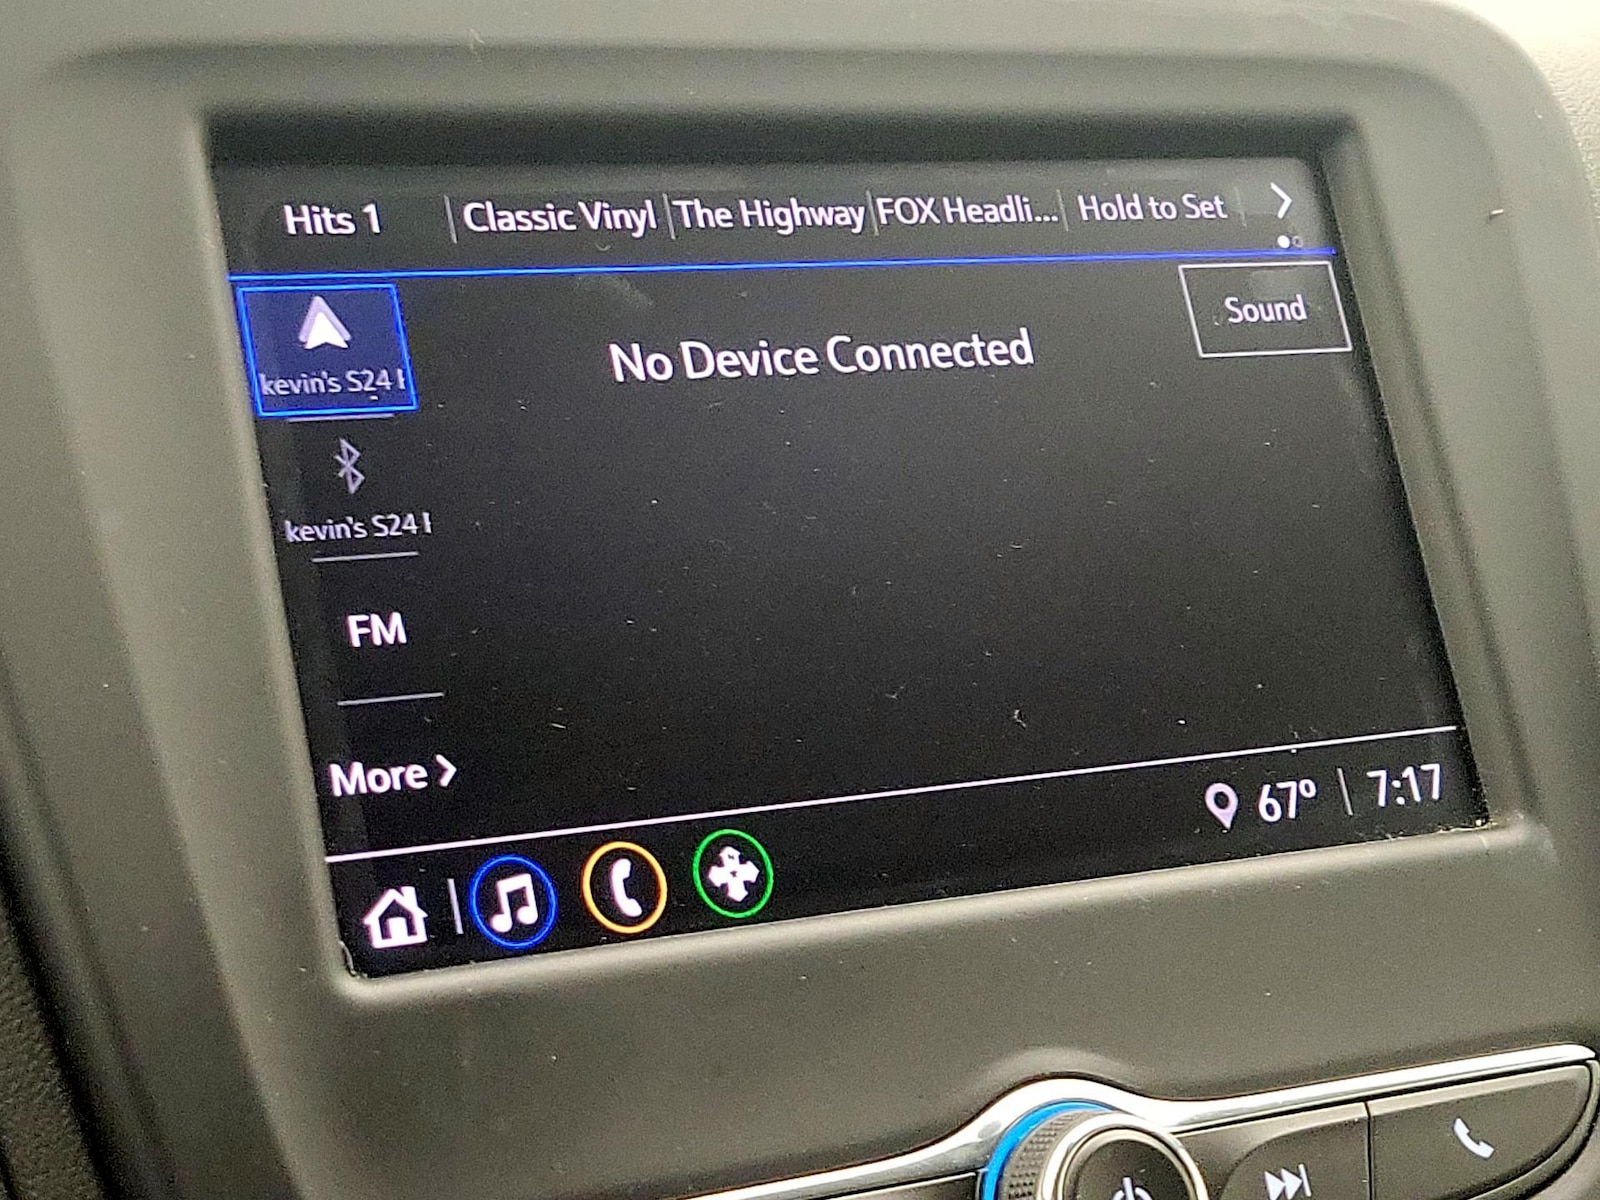 Hits 1
Classic Vinyl
The Highway
FOX Headli...
Hold to Set
Sound
kevin's S24
No Device Connected
kevin's S24
FM
More
67° 7:17